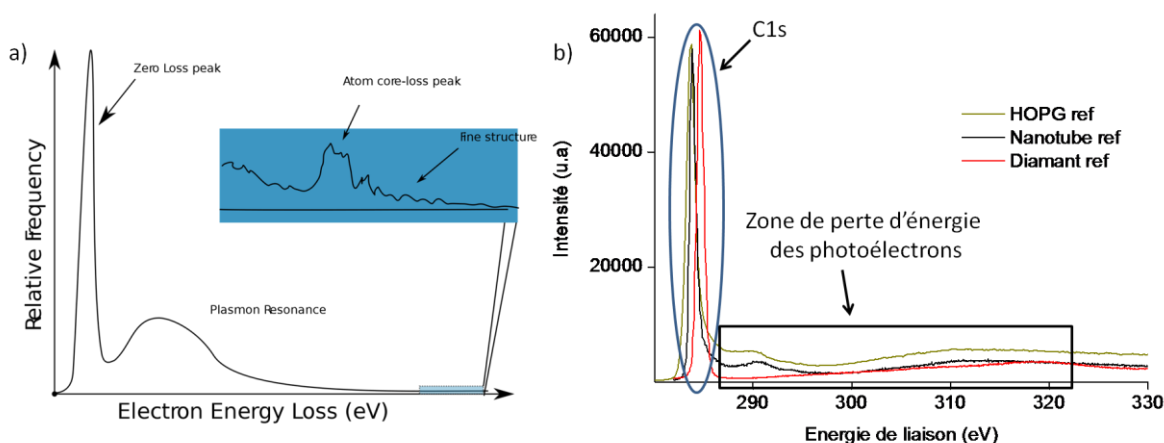 a)
Zero Loss peak
Atom core-loss peak
Fine structure
Plasmon Resonance
Relative Frequency
Electron Energy Loss (eV)
b)
C1s
60000
40000
20000
HOPG ref
Nanotube ref
Diamant ref
Zone de perte d'énergie
des photoélectrons
Intensité (u.a)
290
300
310
320
330
Energie de liaison (eV)